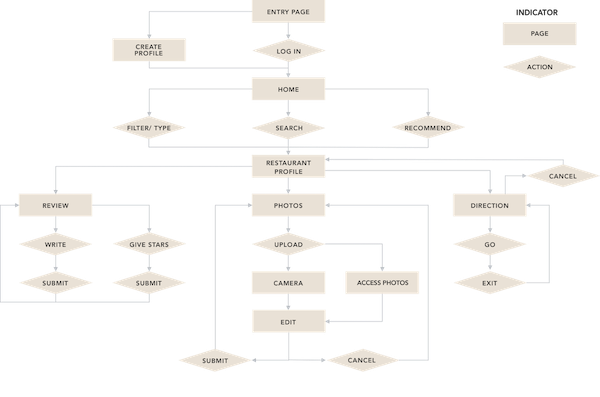 ENTRY PAGE
INDICATOR
PAGE
CREATE
PROFILE
LOG IN
ACTION
HOME
FILTER/ TYPE
SEARCH
RECOMMEND
RESTAURANT
PROFILE
CANCEL
REVIEW
PHOTOS
DIRECTION
WRITE
GIVE STARS
UPLOAD
GO
SUBMIT
SUBMIT
CAMERA
ACCESS PHOTOS
EXIT
EDIT
SUBMIT
CANCEL